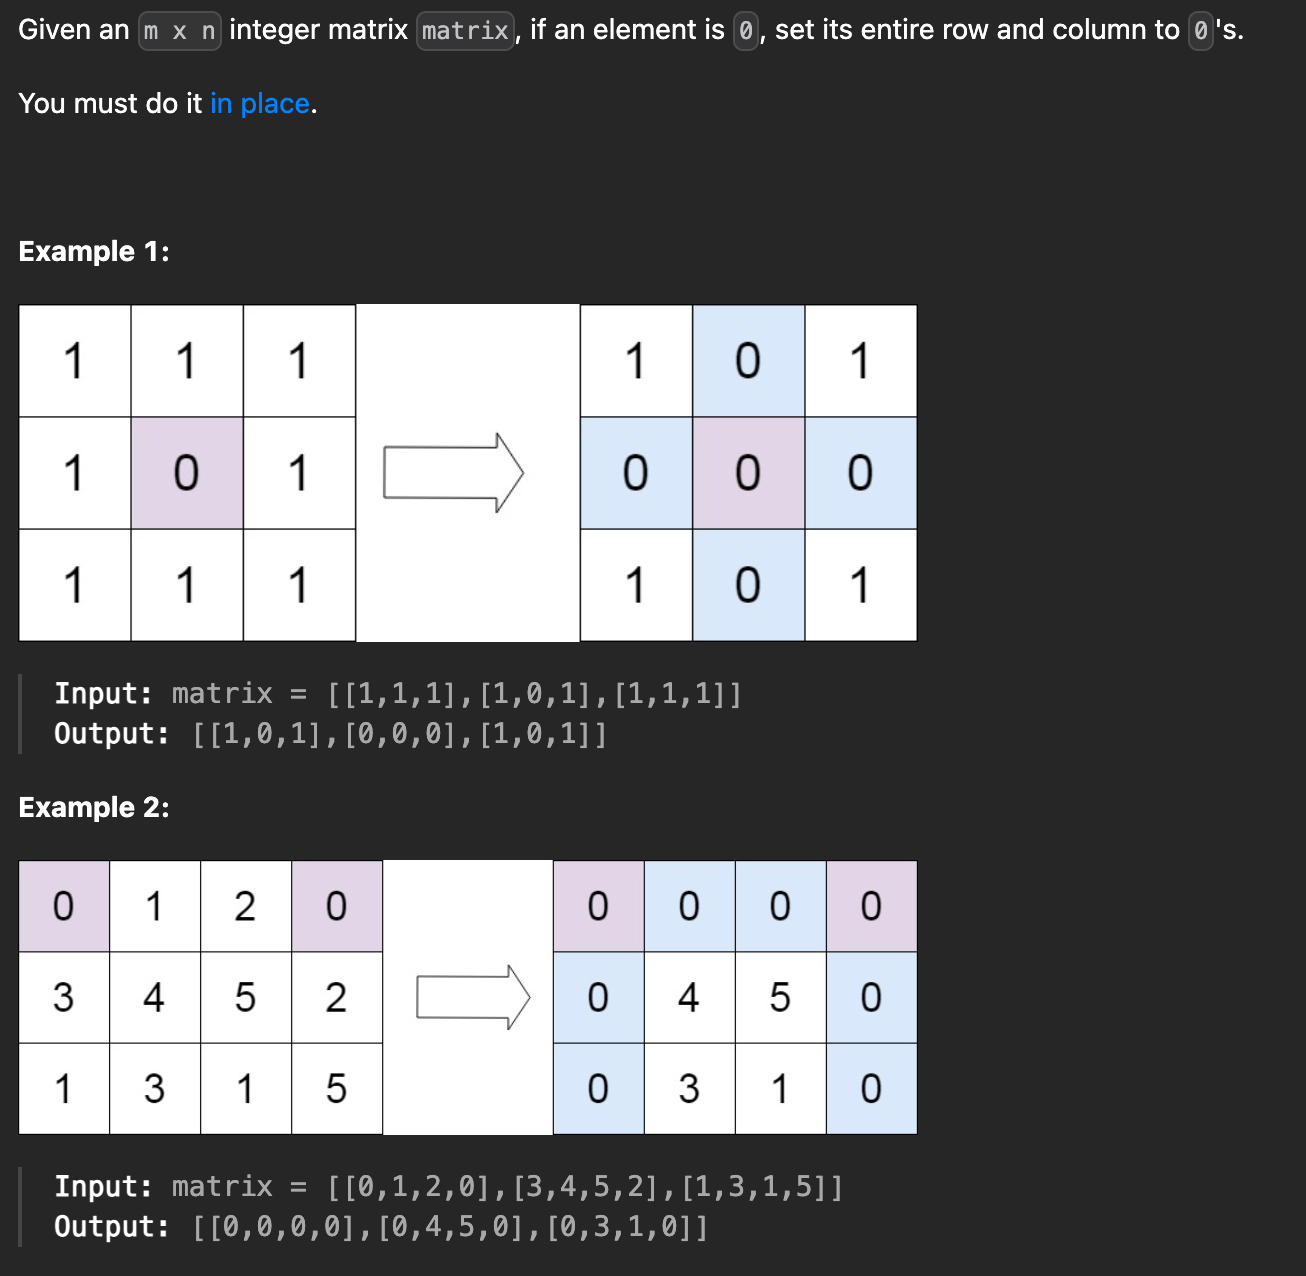 Given an m x n integer matrix matrix, if an element is 0, set its entire row and column to 0's.
You must do it in place.
Example 1:
1 1 1 1 0 1
1 0 1 0 0 0
1 1 1 1 0 1
Input: matrix = [[1,1,1],[1,0,1],[1,1,1]]
Output: [[1,0,1],[0,0,0],[1,0,1]]
Example 2:
0 1 2 0 0 0 0 0
3 4 5 2 0 4 5 0
1 3 1 5 0 3 1 0
Input: matrix = [[0,1,2,0],[3,4,5,2],[1,3,1,5]]
Output: [[0,0,0,0],[0,4,5,0],[0,3,1,0]]